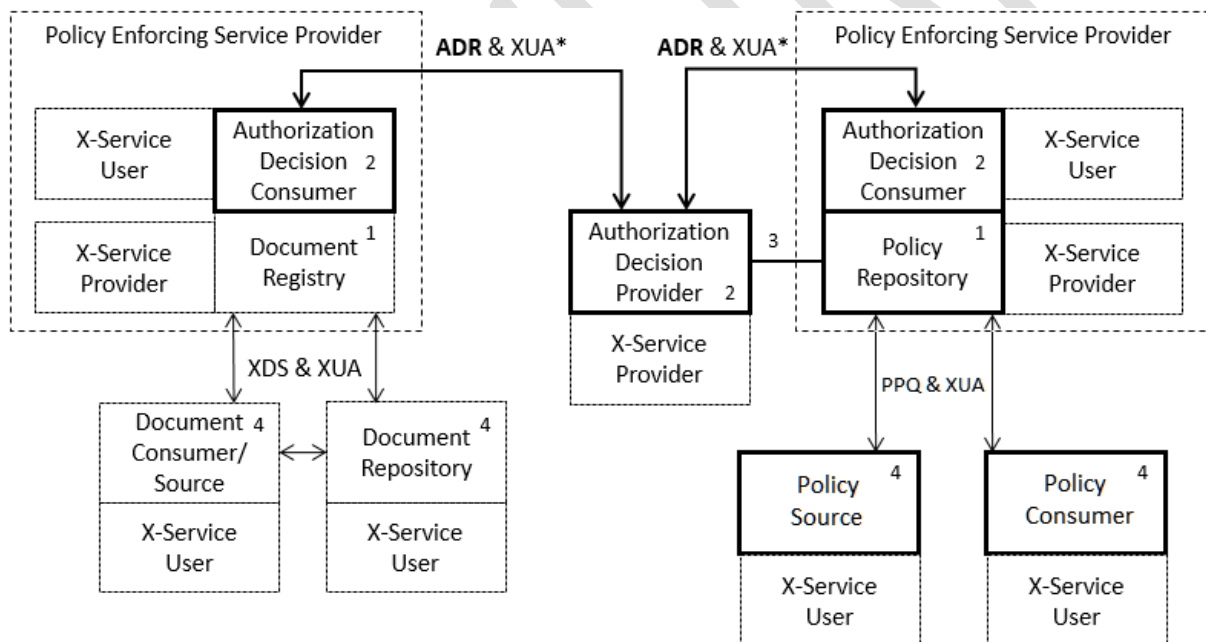 Policy Enforcing Service Provider
ADR & XUA*
ADR & XUA*
Policy Enforcing Service Provider
X-Service
User
Authorization
Decision 2
Consumer
X-Service
Provider
Document 1
Registry
Authorization
Decision
Provider 2
X-Service
Provider
3
Authorization
Decision 2
Consumer
X-Service
User
Policy 1
Repository
X-Service
Provider
XDS & XUA
PPQ & XUA
Document 4
Consumer/
Source
X-Service
User
Document 4
Repository
X-Service
User
Policy 4
Source
X-Service
User
Policy 4
Consumer
X-Service
User